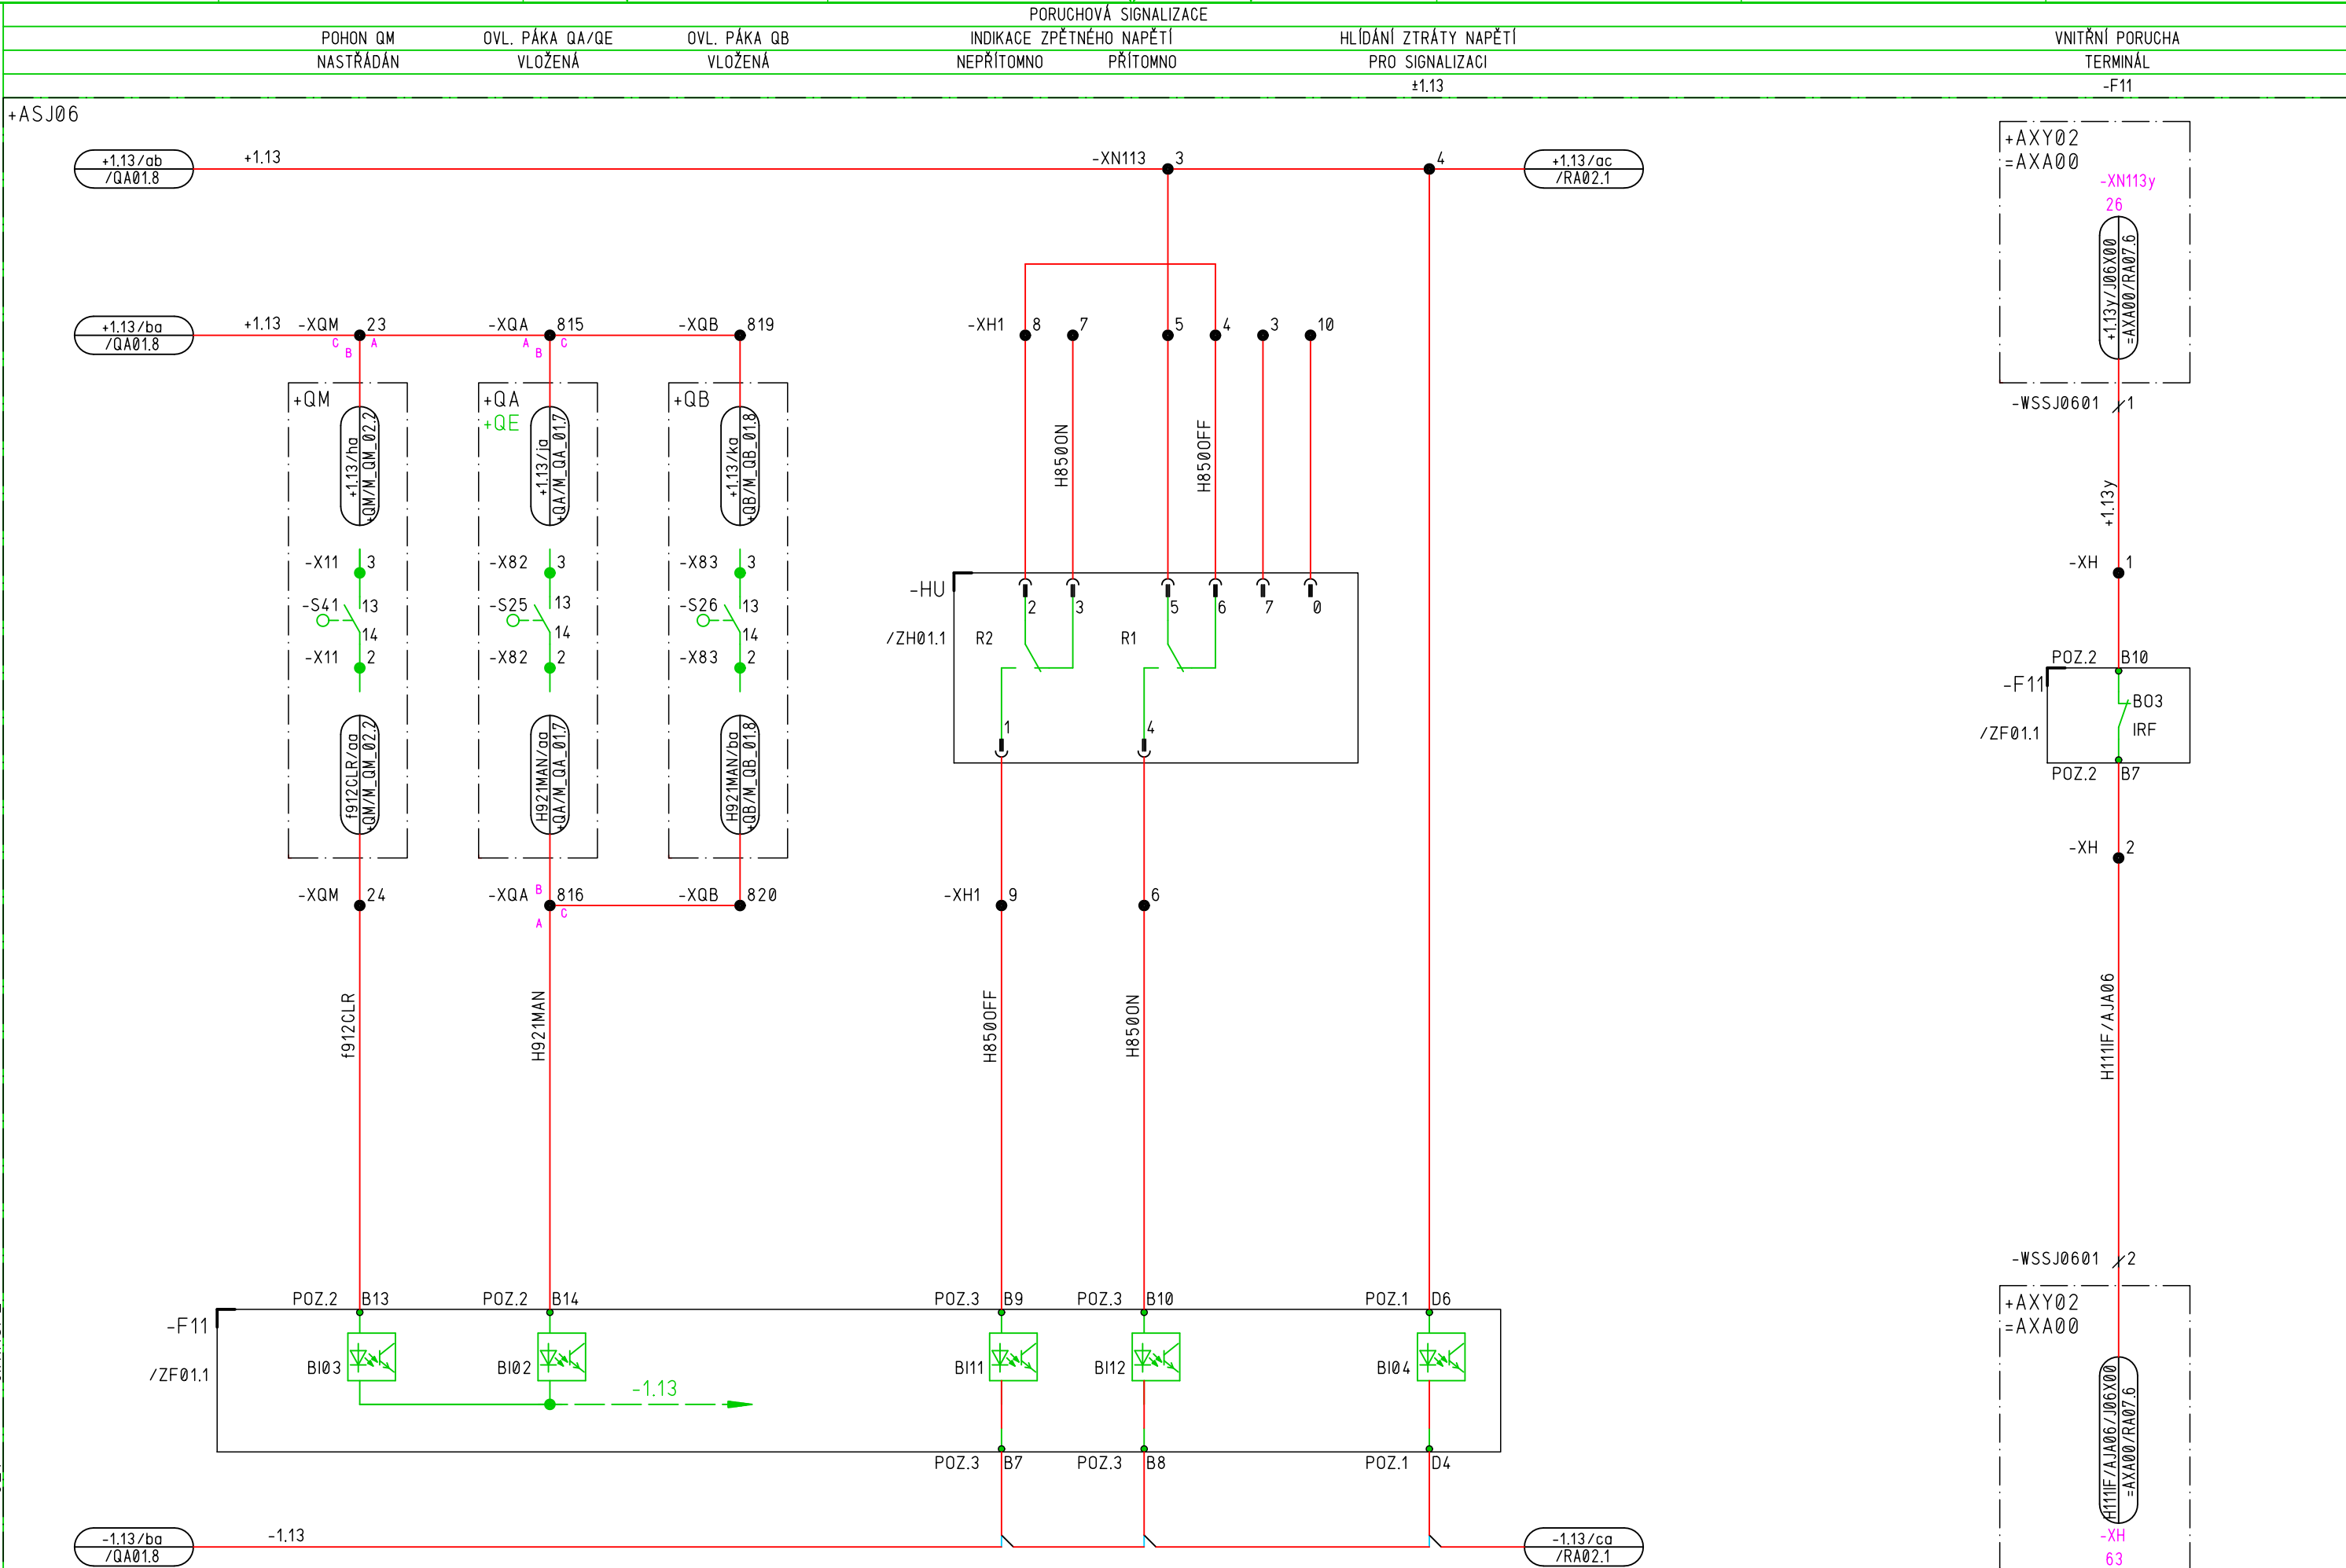 PORUCHOVÁ SIGNALIZACE
POHON QM OVL. PÁKA QA/QE OVL. PÁKA QB INDIKACE ZPĚTNÉHO NAPĚTÍ HLÍDÁNÍ ZTRÁTY NAPĚTÍ VNITŘNÍ PORUCHA
NASTŘÁDÁN VLOŽENÁ VLOŽENÁ NEPŘÍTOMNO PŘÍTOMNO PRO SIGNALIZACI TERMINÁL
±1.13 -F11
+ASJ06
+AXY02
=AXA00
+1.13/ab
/QA01.8
+1.13
-XN113 3
4
+1.13/ac
/RA02.1
-XN113y
26
+1.13y/J06X00
=AXA00/RA07.6
+1.13/ba
/QA01.8
+1.13
-XQM 23
C B A
-XQA 815
A B C
-XQB 819
-XH1 8 7 5 4 3 10
+QM
+QA
+QE
+QB
-WSSJ0601 1
+1.13/ha
+QM/M_QM_02.2
+1.13/ja
+QA/M_QA_01.7
+1.13/ka
+QB/M_QB_01.8
H850ON
H850OFF
+1.13y
-X11 3
-X82 3
-X83 3
-XH 1
-S41 13
14
-S25 13
14
-S26 13
14
-HU
/ZH01.1
2 3 5 6 7 0
R2 R1
-X11 2
-X82 2
-X83 2
1 4
POZ.2 B10
-F11
/ZF01.1
BO3
IRF
POZ.2 B7
f912CLR/aa
+QM/M_QM_02.2
H921MAN/aa
+QA/M_QA_01.7
H921MAN/ba
+QB/M_QB_01.8
-XH 2
-XQM 24
-XQA 816
B
A
C
-XQB 820
-XH1 9
6
f912CLR
H921MAN
H850OFF
H850ON
H111IF/AJA06
-WSSJ0601 2
POZ.2 B13
POZ.2 B14
POZ.3 B9
POZ.3 B10
POZ.1 D6
+AXY02
=AXA00
-F11
/ZF01.1
BI03
BI02
BI11
BI12
BI04
-1.13
H111IF/AJA06/J06X00
=AXA00/RA07.6
POZ.3 B7
POZ.3 B8
POZ.1 D4
-1.13/ba
/QA01.8
-1.13
-1.13/ca
/RA02.1
-XH
63